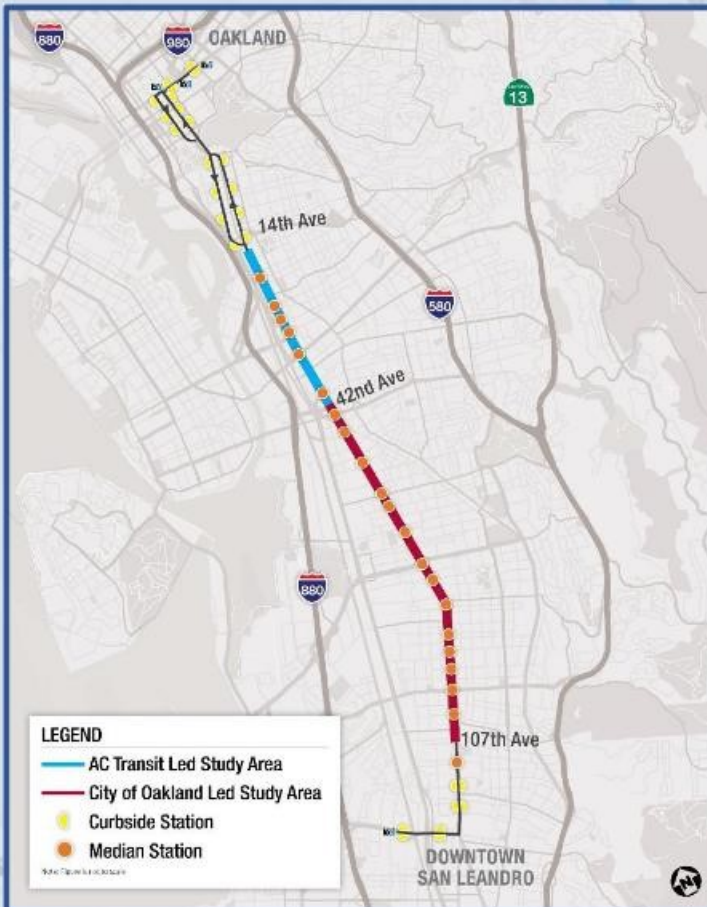 880
980
OAKLAND
13
14th Ave
580
42nd Ave
880
107th Ave
LEGEND
AC Transit Led Study Area
City of Oakland Led Study Area
Curbside Station
Median Station
DOWNTOWN
SAN LEANDRO
N